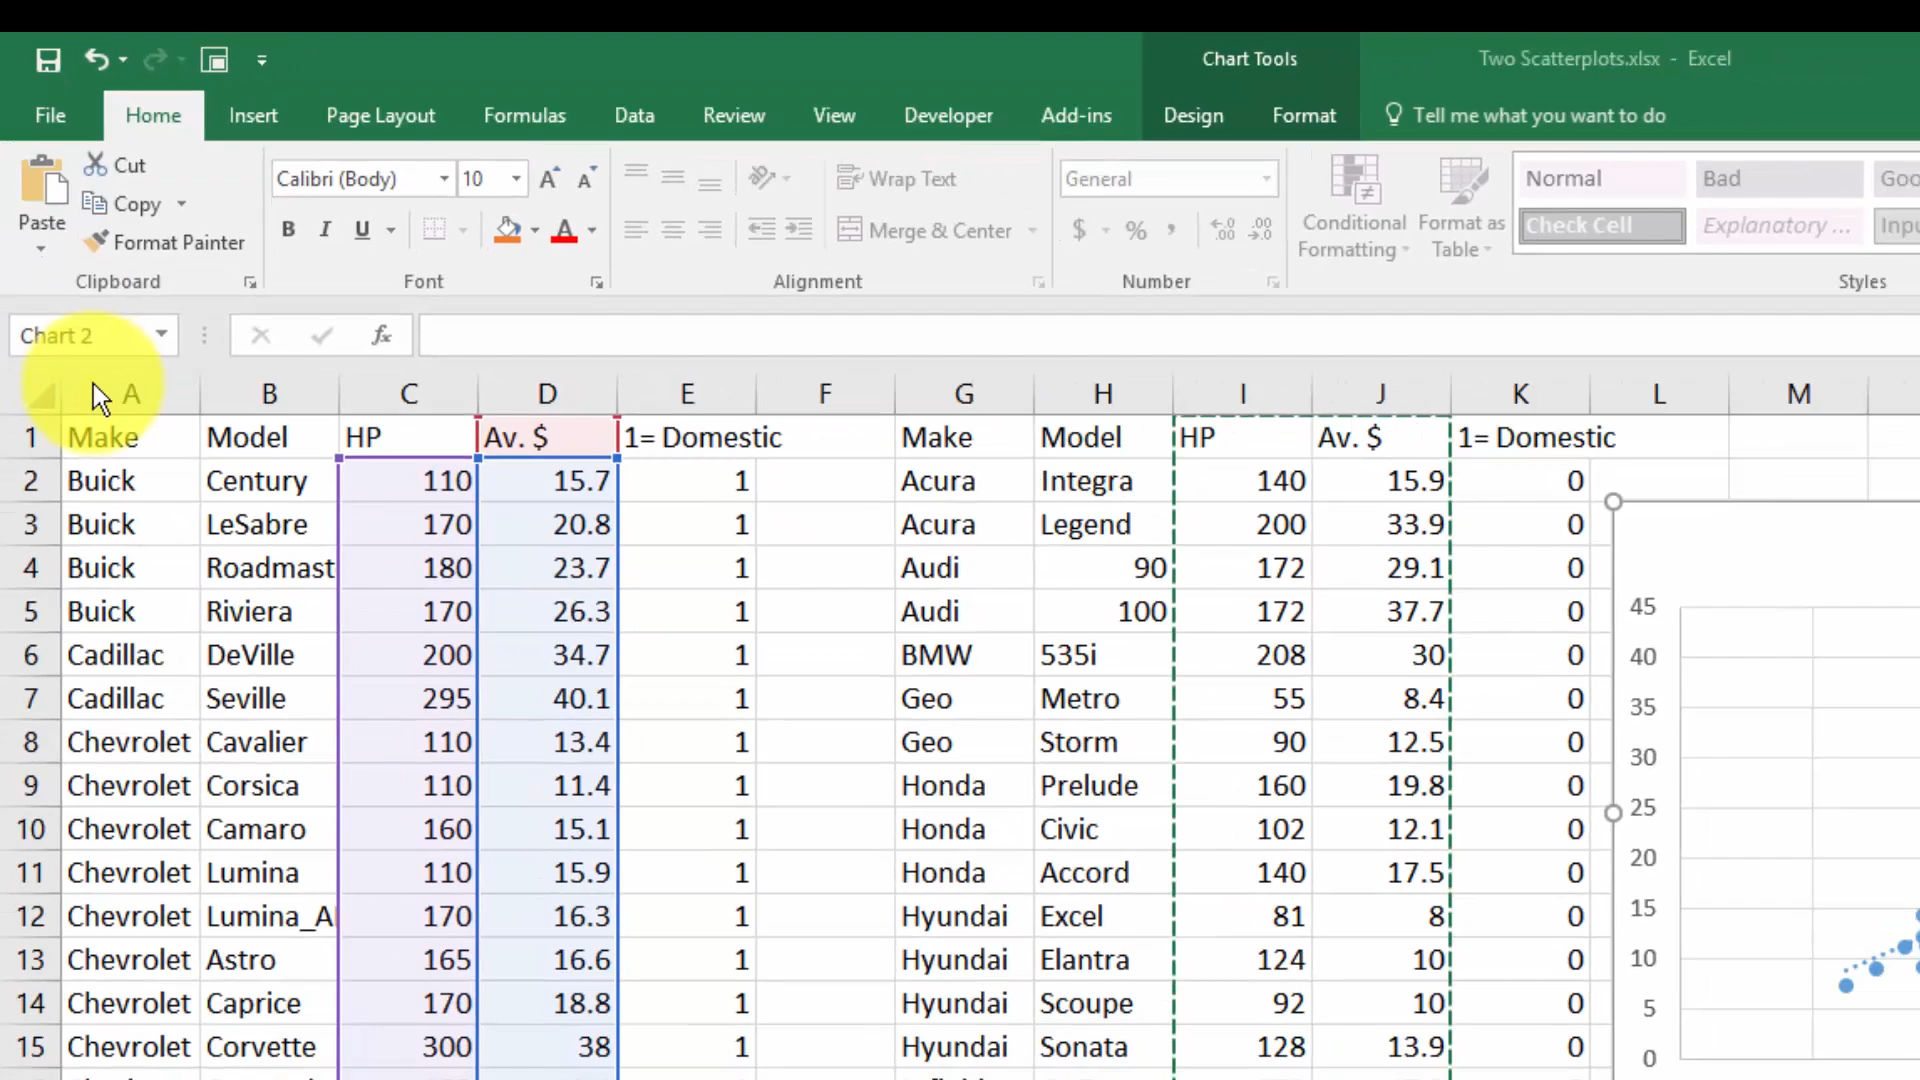 Chart Tools Two Scatterplots.xlsx - Excel
File Home Insert Page Layout Formulas Data Review View Developer Add-ins Design Format Tell me what you want to do
Cut
Copy
Format Painter
Paste
Clipboard
Calibri (Body) 10
B I U A
Font
Wrap Text
Merge & Center
Alignment
General
$ % ,
Number
Conditional Formatting
Format as Table
Normal Bad Goo
Check Cell Explanatory ... Inpu
Styles
Chart 2 fx
A B C D E F G H I J K L M
1 Make Model HP Av. $ 1= Domestic Make Model HP Av. $ 1= Domestic
2 Buick Century 110 15.7 1 Acura Integra 140 15.9 0
3 Buick LeSabre 170 20.8 1 Acura Legend 200 33.9 0
4 Buick Roadmast 180 23.7 1 Audi 90 172 29.1 0
5 Buick Riviera 170 26.3 1 Audi 100 172 37.7 0
6 Cadillac DeVille 200 34.7 1 BMW 535i 208 30 0
7 Cadillac Seville 295 40.1 1 Geo Metro 55 8.4 0
8 Chevrolet Cavalier 110 13.4 1 Geo Storm 90 12.5 0
9 Chevrolet Corsica 110 11.4 1 Honda Prelude 160 19.8 0
10 Chevrolet Camaro 160 15.1 1 Honda Civic 102 12.1 0
11 Chevrolet Lumina 110 15.9 1 Honda Accord 140 17.5 0
12 Chevrolet Lumina_A 170 16.3 1 Hyundai Excel 81 8 0
13 Chevrolet Astro 165 16.6 1 Hyundai Elantra 124 10 0
14 Chevrolet Caprice 170 18.8 1 Hyundai Scoupe 92 10 0
15 Chevrolet Corvette 300 38 1 Hyundai Sonata 128 13.9 0
45
40
35
30
25
20
15
10
5
0